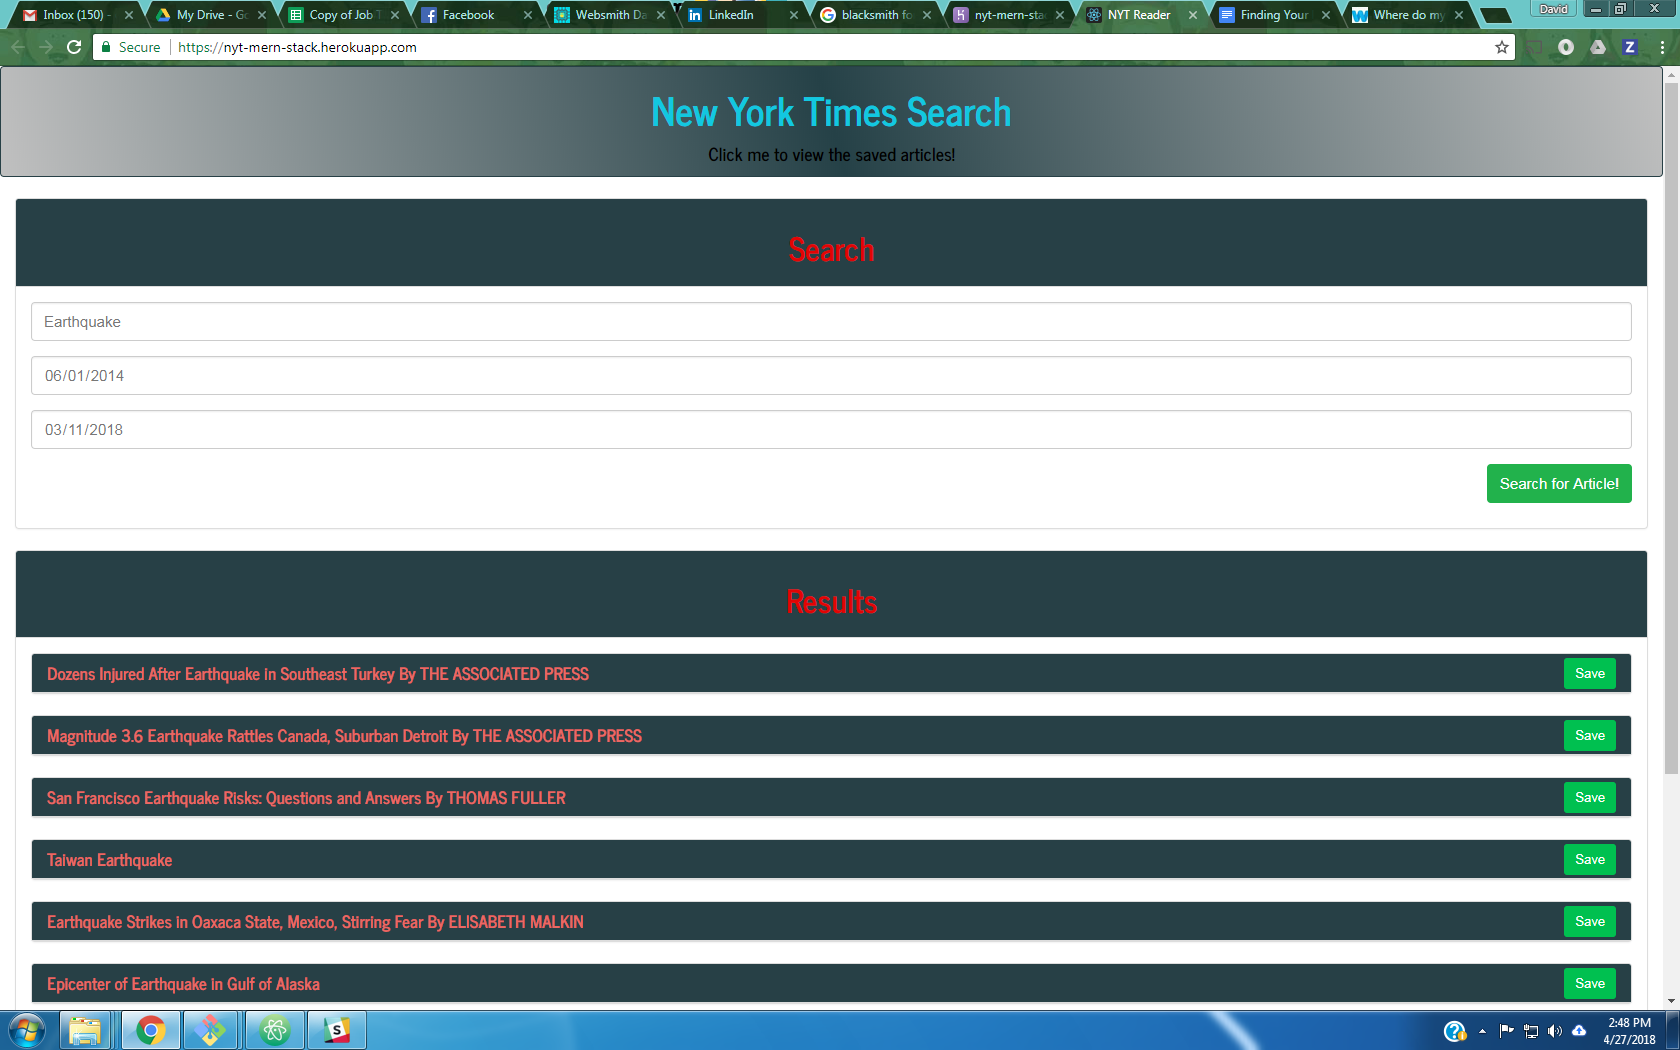 Inbox (150) -
My Drive - Go
Copy of Job T
Facebook
Websmith Da
LinkedIn
blacksmith fo
nyt-mern-sta
NYT Reader
Finding Your
Where do my
David
Secure
https://nyt-mern-stack.herokuapp.com
Z
New York Times Search
Click me to view the saved articles!
Search
Earthquake
06/01/2014
03/11/2018
Search for Article!
Results
Dozens Injured After Earthquake in Southeast Turkey By THE ASSOCIATED PRESS Save
Magnitude 3.6 Earthquake Rattles Canada, Suburban Detroit By THE ASSOCIATED PRESS Save
San Francisco Earthquake Risks: Questions and Answers By THOMAS FULLER Save
Taiwan Earthquake Save
Earthquake Strikes in Oaxaca State, Mexico, Stirring Fear By ELISABETH MALKIN Save
Epicenter of Earthquake in Gulf of Alaska Save
S
2:48 PM
4/27/2018